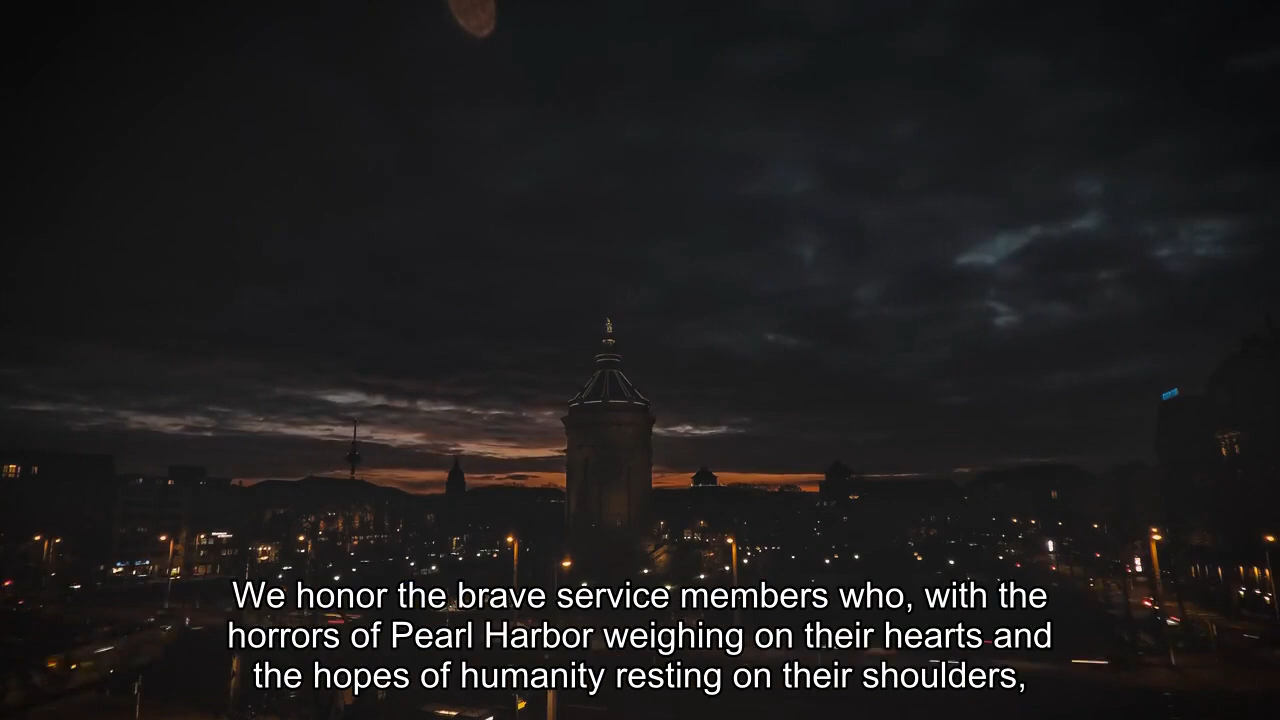 We honor the brave service members who, with the
horrors of Pearl Harbor weighing on their hearts and
the hopes of humanity resting on their shoulders,